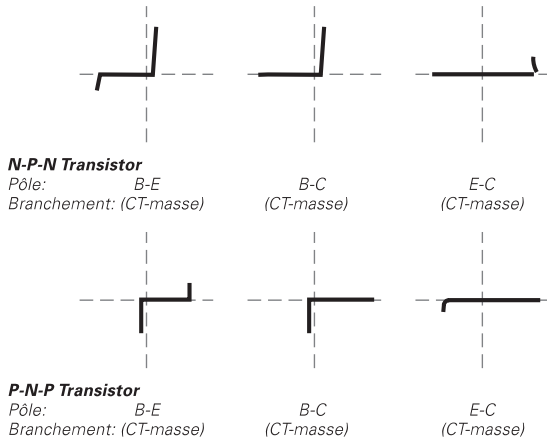 N-P-N Transistor
Pôle: B-E B-C E-C
Branchement: (CT-masse) (CT-masse) (CT-masse)
P-N-P Transistor
Pôle: B-E B-C E-C
Branchement: (CT-masse) (CT-masse) (CT-masse)